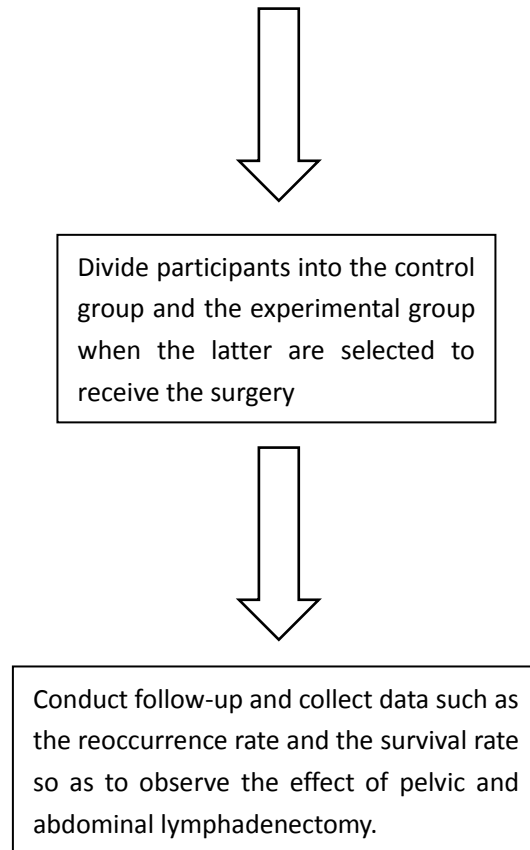 Divide participants into the control
group and the experimental group
when the latter are selected to
receive the surgery
Conduct follow-up and collect data such as
the reoccurrence rate and the survival rate
so as to observe the effect of pelvic and
abdominal lymphadenectomy.